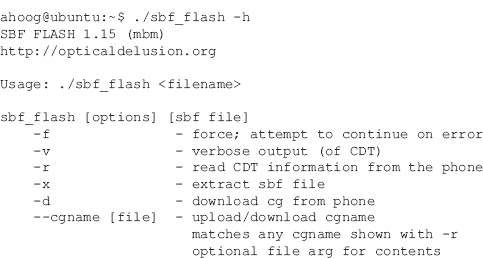 ahoog@ubuntu:~$ ./sbf_flash -h
SBF FLASH 1.15 (mbm)
http://opticaldelusion.org
Usage: ./sbf_flash <filename>
sbf_flash [options] [sbf file]
-f - force; attempt to continue on error
-v - verbose output (of CDT)
-r - read CDT information from the phone
-x - extract sbf file
-d - download cg from phone
--cgname [file] - upload/download cgname
matches any cgname shown with -r
optional file arg for contents